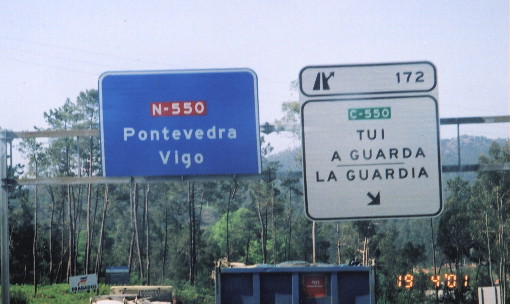 N-550
Pontevedra
Vigo
172
C-550
TUI
A GUARDA
LA GUARDIA
19 4'01